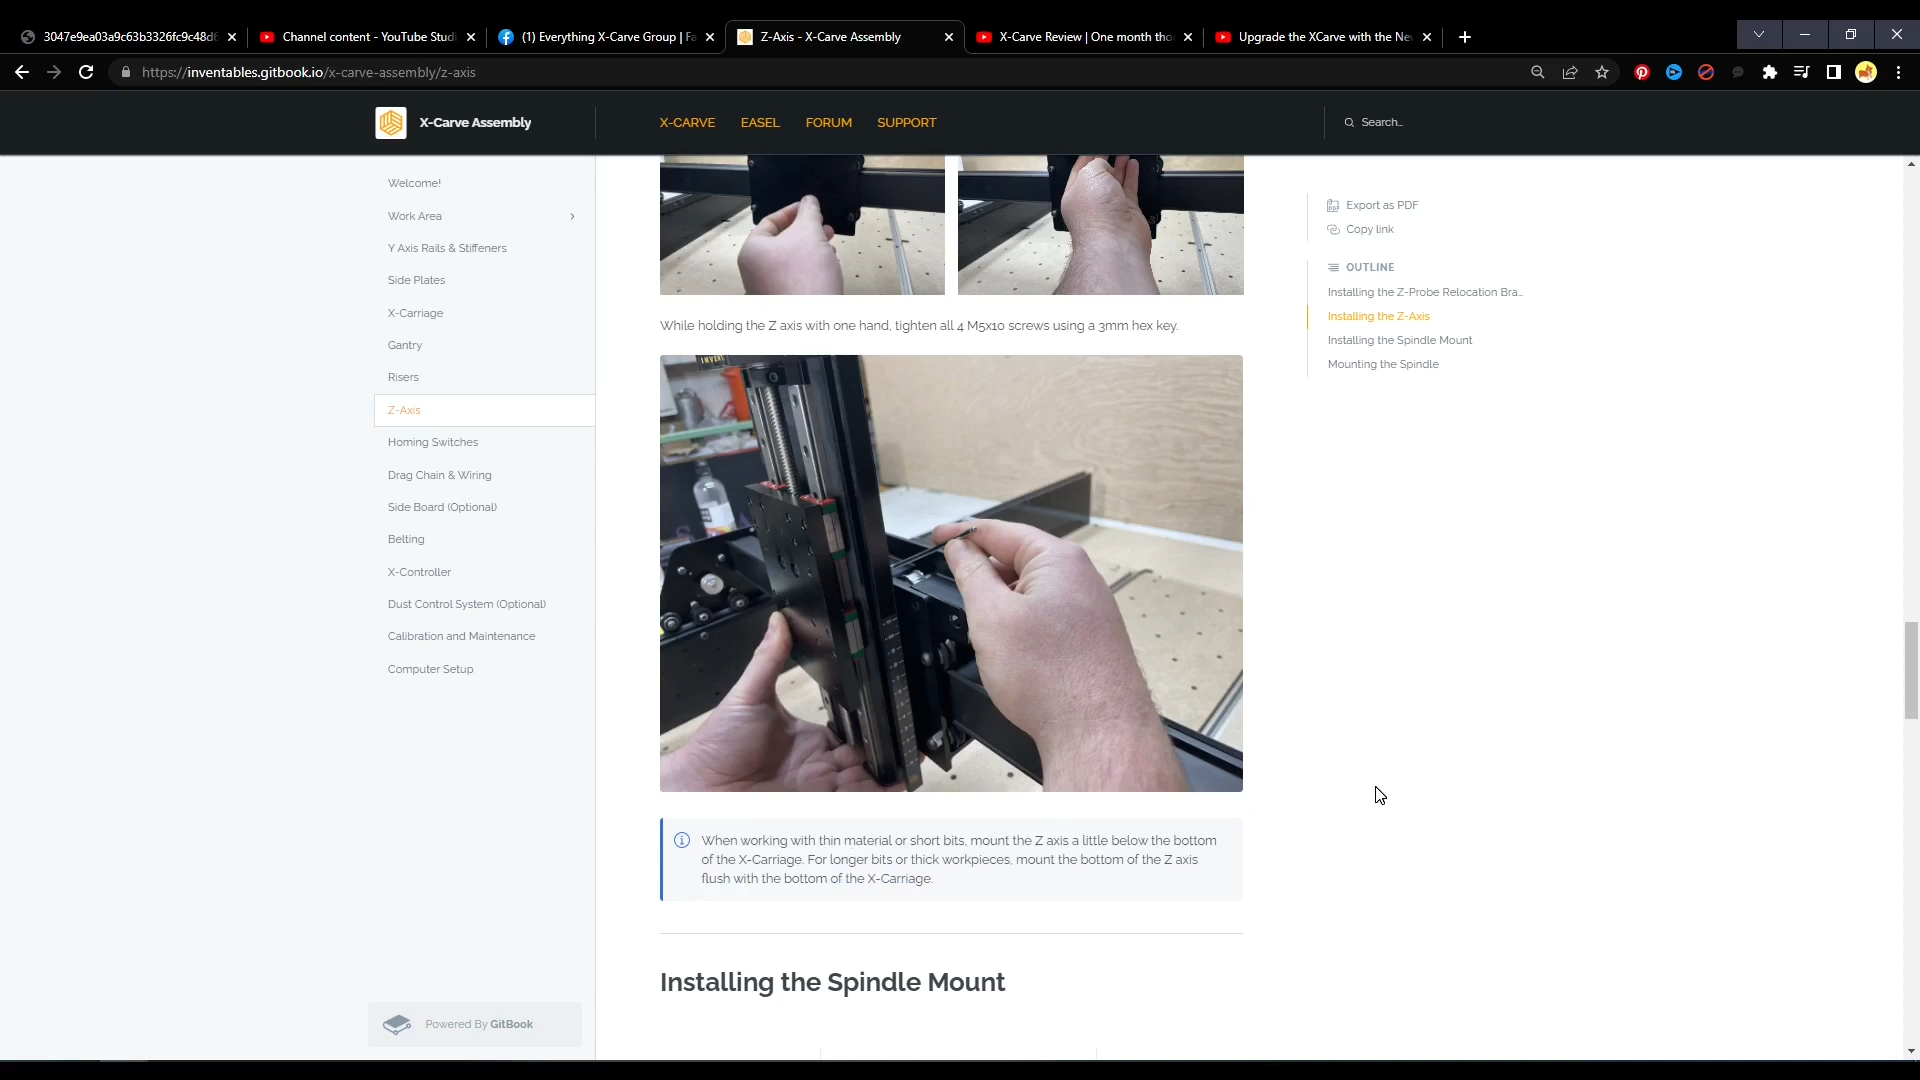 3047e9ea03a9c63b3326fc9c48d6
Channel content - YouTube Studi
(1) Everything X-Carve Group | Fa
Z-Axis - X-Carve Assembly
X-Carve Review | One month tho
Upgrade the XCarve with the Ne
https://inventables.gitbook.io/x-carve-assembly/z-axis
X-Carve Assembly
X-CARVE
EASEL
FORUM
SUPPORT
Search...
Welcome!
Work Area
Y Axis Rails & Stiffeners
Side Plates
X-Carriage
Gantry
Risers
Z-Axis
Homing Switches
Drag Chain & Wiring
Side Board (Optional)
Belting
X-Controller
Dust Control System (Optional)
Calibration and Maintenance
Computer Setup
Powered By GitBook
While holding the Z axis with one hand, tighten all 4 M5x10 screws using a 3mm hex key.
When working with thin material or short bits, mount the Z axis a little below the bottom
of the X-Carriage. For longer bits or thick workpieces, mount the bottom of the Z axis
flush with the bottom of the X-Carriage.
Installing the Spindle Mount
Export as PDF
Copy link
OUTLINE
Installing the Z-Probe Relocation Bra...
Installing the Z-Axis
Installing the Spindle Mount
Mounting the Spindle